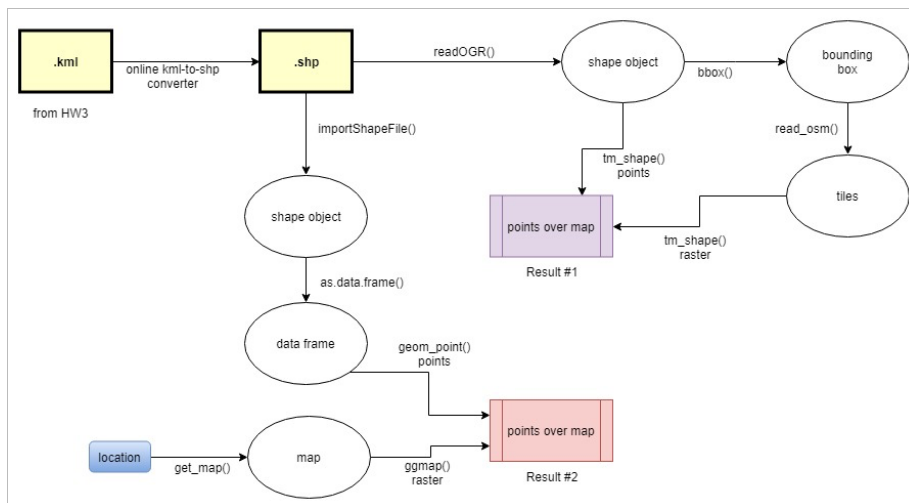 .kml
online kml-to-shp
converter
.shp
readOGR()
shape object
bbox()
bounding
box
from HW3
importShapeFile()
read_osm()
tm_shape()
points
shape object
points over map
tiles
tm_shape()
raster
Result #1
as.data.frame()
data frame
geom_point()
points
location
get_map()
map
ggmap()
raster
points over map
Result #2